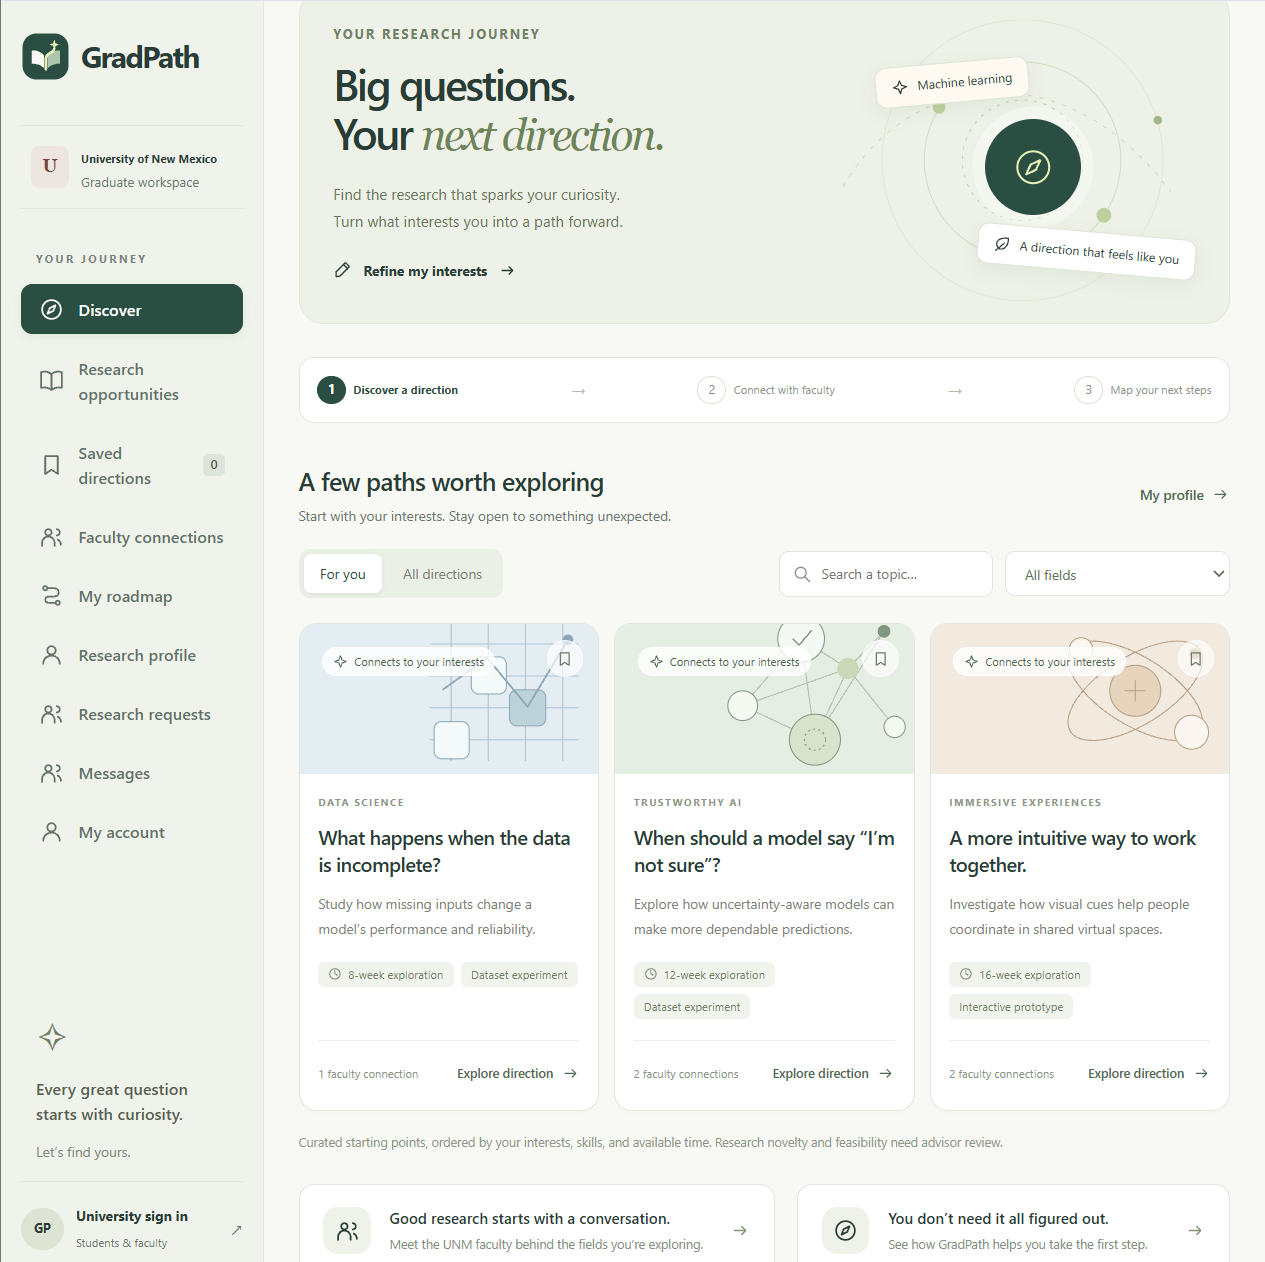 GradPath
U
University of New Mexico
Graduate workspace
YOUR JOURNEY
Discover
Research
opportunities
Saved
directions
0
Faculty connections
My roadmap
Research profile
Research requests
Messages
My account
Every great question
starts with curiosity.
Let’s find yours.
GP
University sign in
Students & faculty
↗
YOUR RESEARCH JOURNEY
Big questions.
Your next direction.
Find the research that sparks your curiosity.
Turn what interests you into a path forward.
Refine my interests →
Machine learning
A direction that feels like you
1 Discover a direction → 2 Connect with faculty → 3 Map your next steps
A few paths worth exploring
Start with your interests. Stay open to something unexpected.
My profile →
For you
All directions
Search a topic...
All fields
Connects to your interests
DATA SCIENCE
What happens when the data
is incomplete?
Study how missing inputs change a
model’s performance and reliability.
8-week exploration
Dataset experiment
1 faculty connection
Explore direction →
Connects to your interests
TRUSTWORTHY AI
When should a model say “I’m
not sure”?
Explore how uncertainty-aware models can
make more dependable predictions.
12-week exploration
Dataset experiment
2 faculty connections
Explore direction →
Connects to your interests
IMMERSIVE EXPERIENCES
A more intuitive way to work
together.
Investigate how visual cues help people
coordinate in shared virtual spaces.
16-week exploration
Interactive prototype
2 faculty connections
Explore direction →
Curated starting points, ordered by your interests, skills, and available time. Research novelty and feasibility need advisor review.
Good research starts with a conversation.
Meet the UNM faculty behind the fields you’re exploring.
→
You don’t need it all figured out.
See how GradPath helps you take the first step.
→